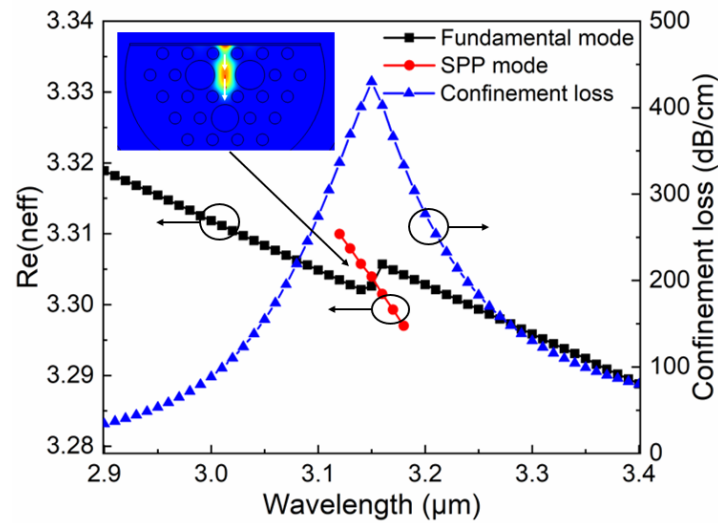 Fundamental mode
SPP mode
Confinement loss
Re(neff)
3.34
3.33
3.32
3.31
3.30
3.29
3.28
Confinement loss (dB/cm)
500
400
300
200
100
0
2.9 3.0 3.1 3.2 3.3 3.4
Wavelength (μm)